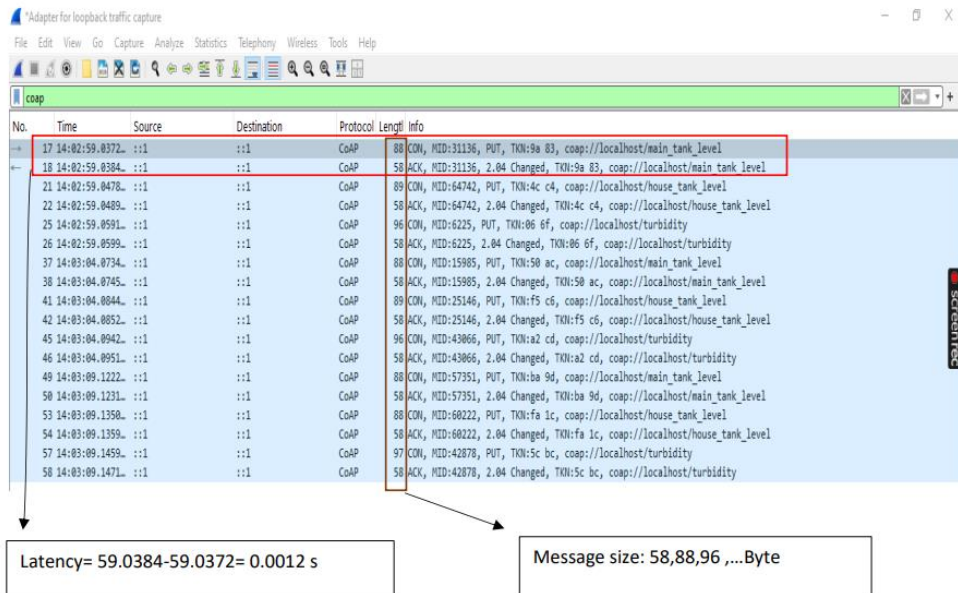 *Adapter for loopback traffic capture
File Edit View Go Capture Analyze Statistics Telephony Wireless Tools Help
coap
No. Time Source Destination Protocol Lengtl Info
17 14:02:59.0372… ::1 ::1 CoAP 88 CON, MID:31136, PUT, TKN:9a 83, coap://localhost/main_tank_level
18 14:02:59.0384… ::1 ::1 CoAP 58 ACK, MID:31136, 2.04 Changed, TKN:9a 83, coap://localhost/main_tank_level
21 14:02:59.0478… ::1 ::1 CoAP 89 CON, MID:64742, PUT, TKN:4c c4, coap://localhost/house_tank_level
22 14:02:59.0489… ::1 ::1 CoAP 58 ACK, MID:64742, 2.04 Changed, TKN:4c c4, coap://localhost/house_tank_level
25 14:02:59.0591… ::1 ::1 CoAP 96 CON, MID:6225, PUT, TKN:06 6f, coap://localhost/turbidity
26 14:02:59.0599… ::1 ::1 CoAP 58 ACK, MID:6225, 2.04 Changed, TKN:06 6f, coap://localhost/turbidity
37 14:03:04.0734… ::1 ::1 CoAP 88 CON, MID:15985, PUT, TKN:50 ac, coap://localhost/main_tank_level
38 14:03:04.0745… ::1 ::1 CoAP 58 ACK, MID:15985, 2.04 Changed, TKN:50 ac, coap://localhost/main_tank_level
41 14:03:04.0844… ::1 ::1 CoAP 89 CON, MID:25146, PUT, TKN:f5 c6, coap://localhost/house_tank_level
42 14:03:04.0852… ::1 ::1 CoAP 58 ACK, MID:25146, 2.04 Changed, TKN:f5 c6, coap://localhost/house_tank_level
45 14:03:04.0942… ::1 ::1 CoAP 96 CON, MID:43066, PUT, TKN:a2 cd, coap://localhost/turbidity
46 14:03:04.0951… ::1 ::1 CoAP 58 ACK, MID:43066, 2.04 Changed, TKN:a2 cd, coap://localhost/turbidity
49 14:03:09.1222… ::1 ::1 CoAP 88 CON, MID:57351, PUT, TKN:ba 9d, coap://localhost/main_tank_level
50 14:03:09.1231… ::1 ::1 CoAP 58 ACK, MID:57351, 2.04 Changed, TKN:ba 9d, coap://localhost/main_tank_level
53 14:03:09.1350… ::1 ::1 CoAP 88 CON, MID:60222, PUT, TKN:fa 1c, coap://localhost/house_tank_level
54 14:03:09.1359… ::1 ::1 CoAP 58 ACK, MID:60222, 2.04 Changed, TKN:fa 1c, coap://localhost/house_tank_level
57 14:03:09.1459… ::1 ::1 CoAP 97 CON, MID:42878, PUT, TKN:5c bc, coap://localhost/turbidity
58 14:03:09.1471… ::1 ::1 CoAP 58 ACK, MID:42878, 2.04 Changed, TKN:5c bc, coap://localhost/turbidity
screenrec
Latency= 59.0384-59.0372= 0.0012 s
Message size: 58,88,96 ,…Byte